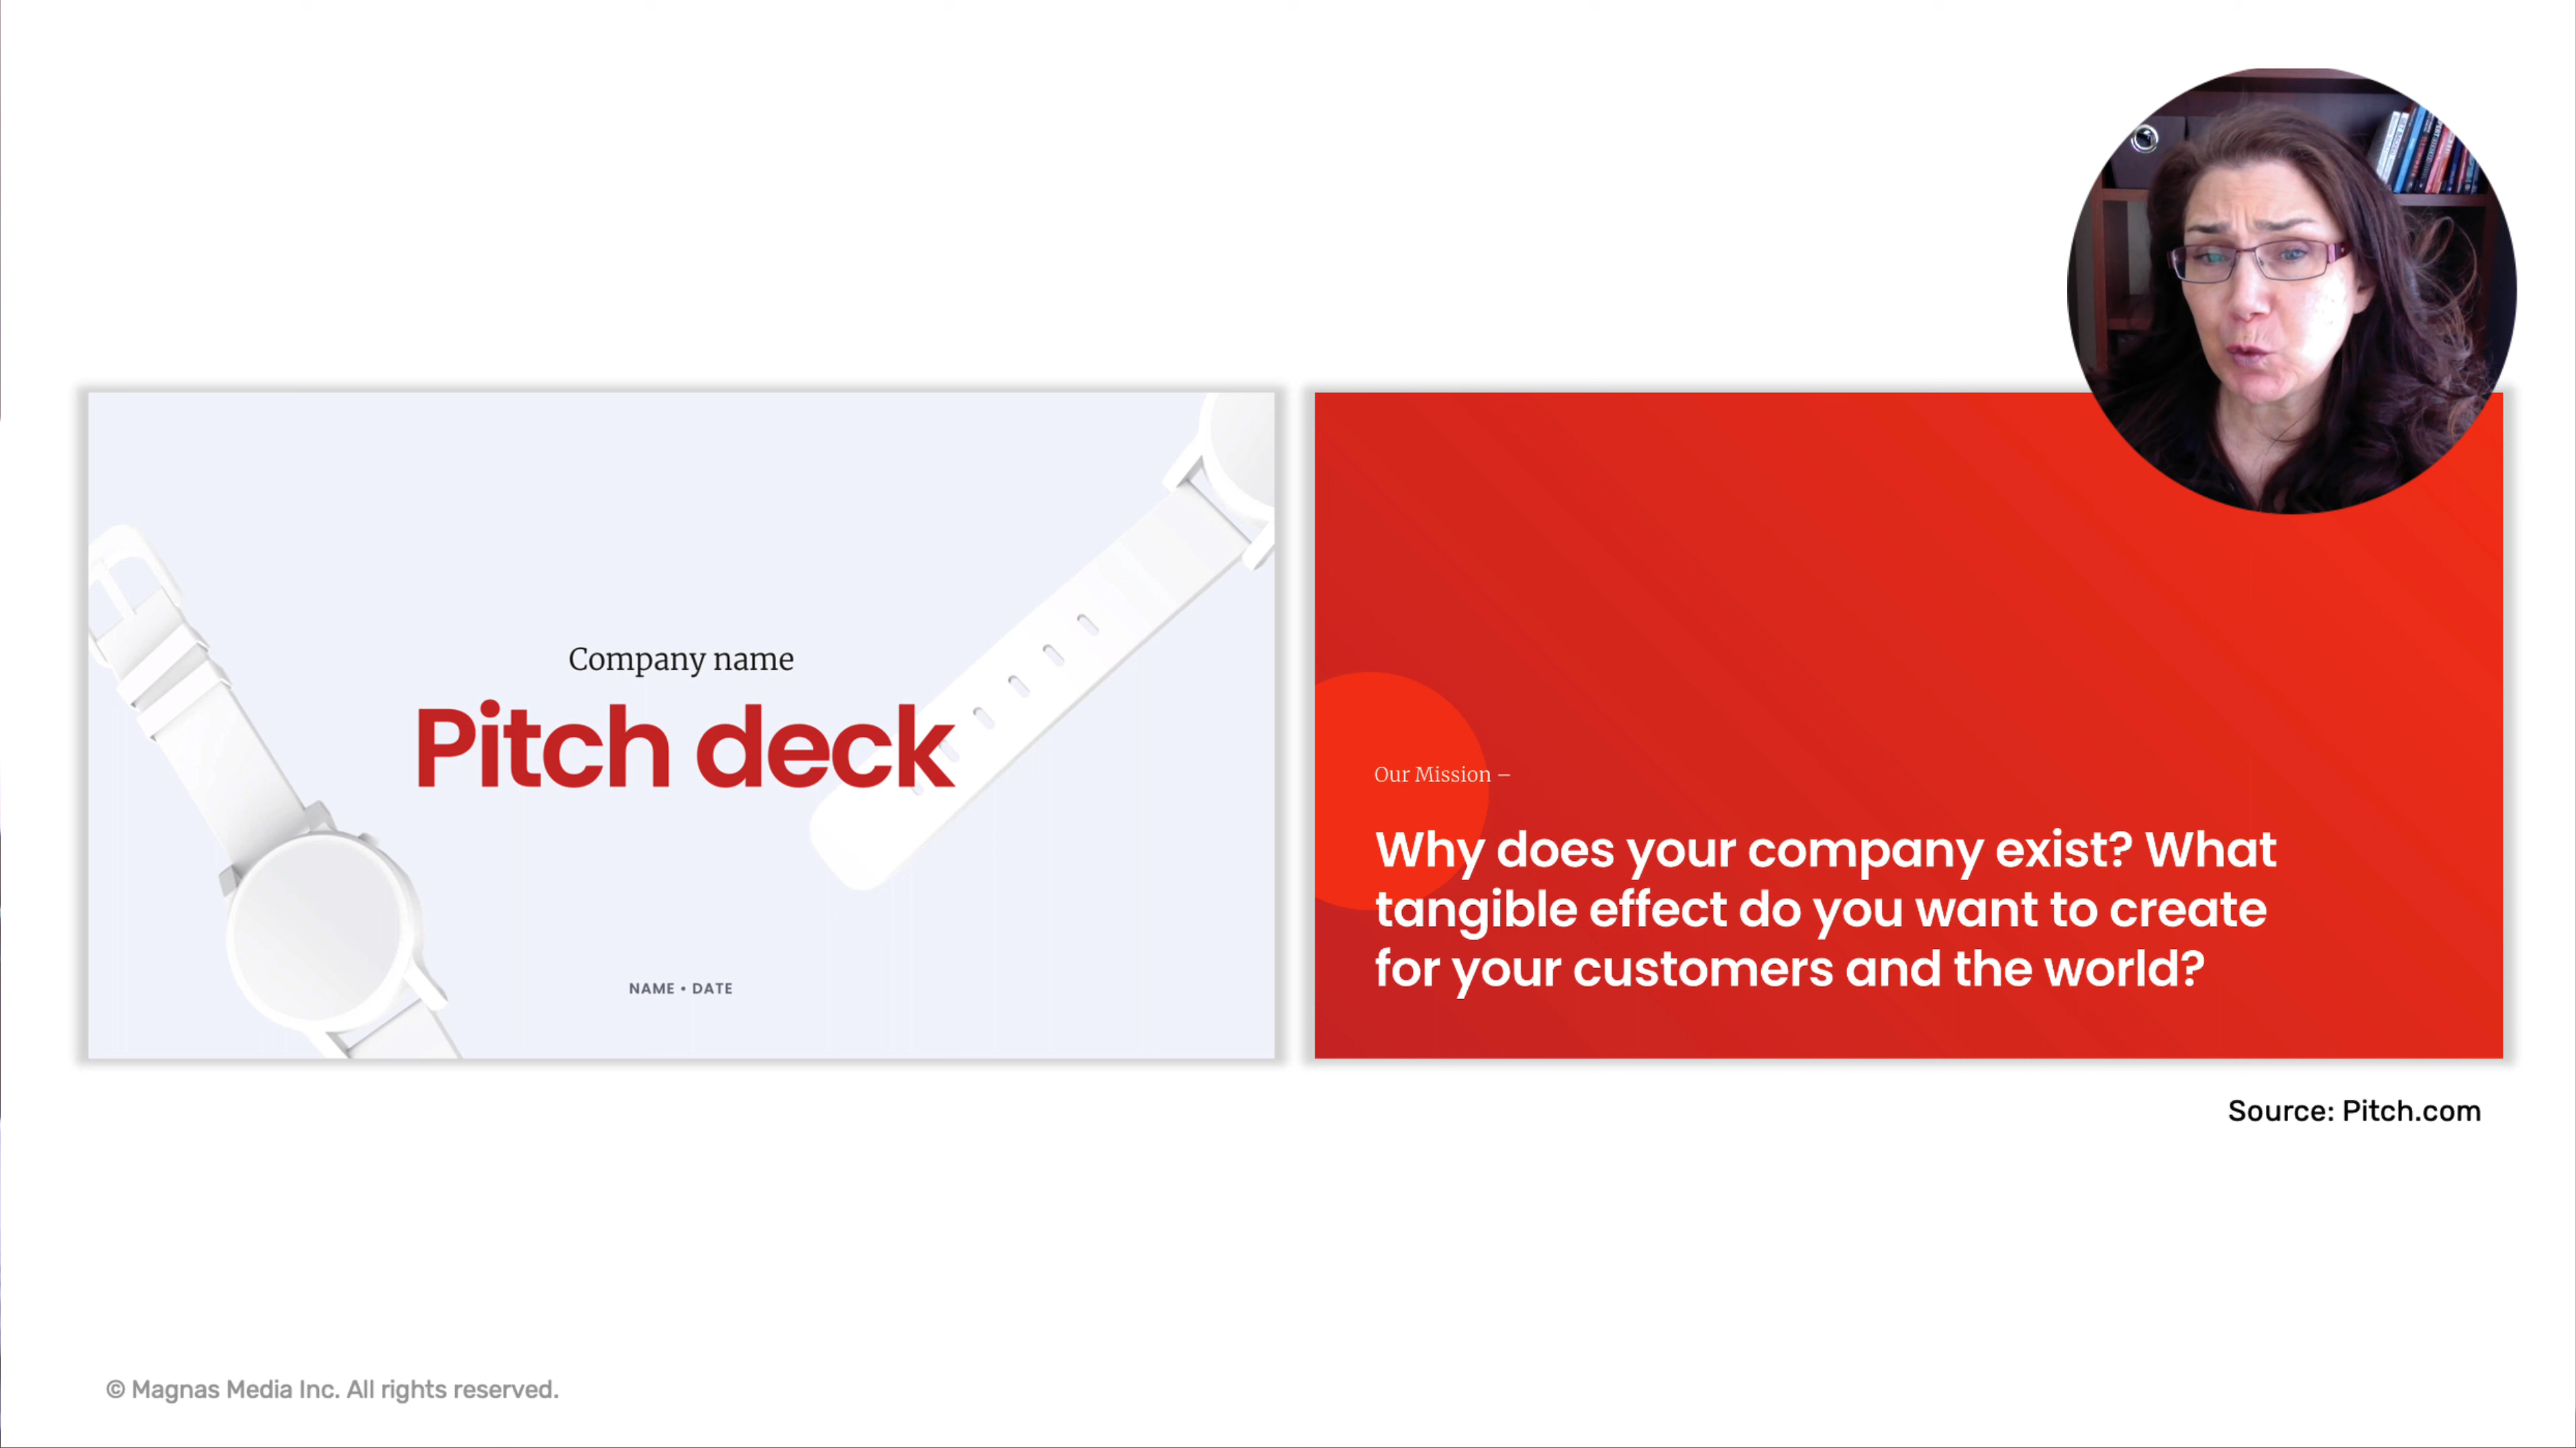 Company name
Pitch deck
NAME • DATE
Our Mission –
Why does your company exist? What
tangible effect do you want to create
for your customers and the world?
Source: Pitch.com
© Magnas Media Inc. All rights reserved.